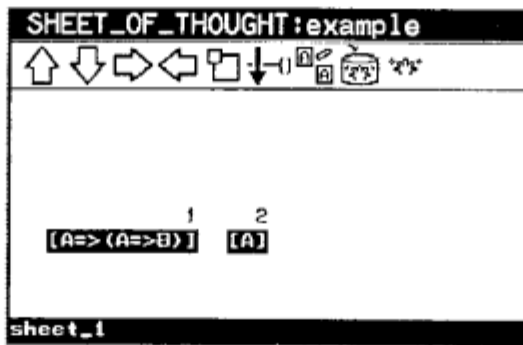 SHEET_OF_THOUGHT:example
A
A
1 2
[A=>(A=>B)] [A]
sheet_1